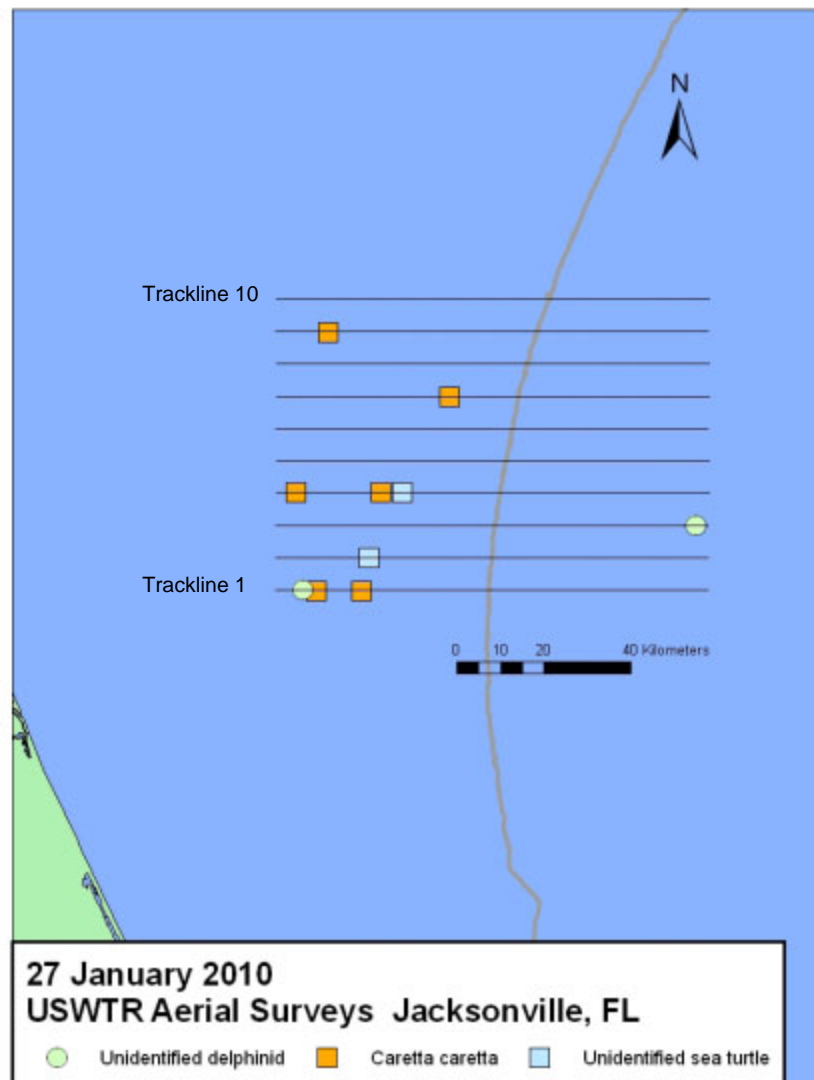 N
Trackline 10
Trackline 1
0 10 20 40 Kilometers
27 January 2010
USWTR Aerial Surveys Jacksonville, FL
Unidentified delphinid Caretta caretta Unidentified sea turtle